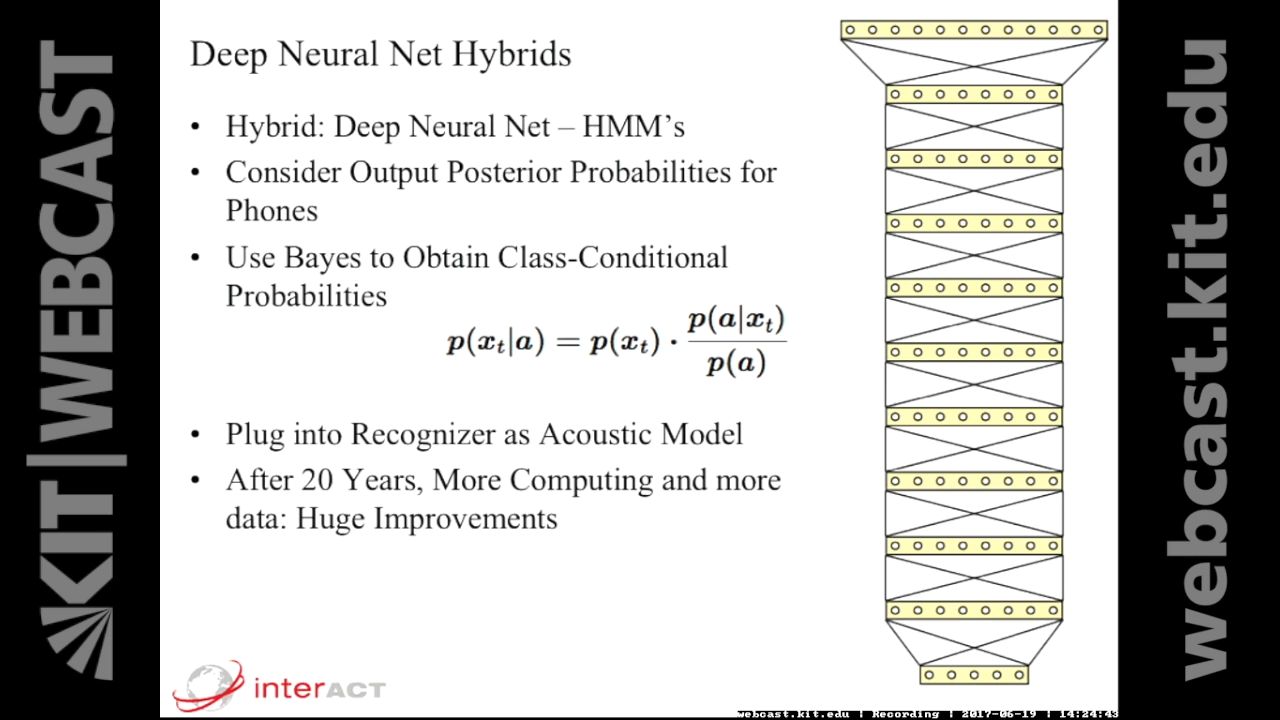 KIT | WEBCAST
Deep Neural Net Hybrids
• Hybrid: Deep Neural Net – HMM's
• Consider Output Posterior Probabilities for
Phones
• Use Bayes to Obtain Class-Conditional
Probabilities
p(x_t|a) = p(x_t) · p(a|x_t) / p(a)
• Plug into Recognizer as Acoustic Model
• After 20 Years, More Computing and more
data: Huge Improvements
interACT
webcast.kit.edu
webcast.kit.edu | Recording | 2017-06-19 | 14:24:43